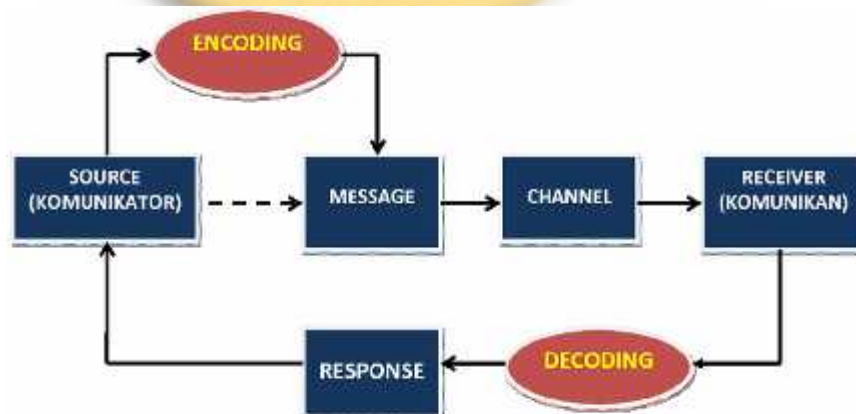 ENCODING
SOURCE
(KOMUNIKATOR)
MESSAGE
CHANNEL
RECEIVER
(KOMUNIKAN)
RESPONSE
DECODING